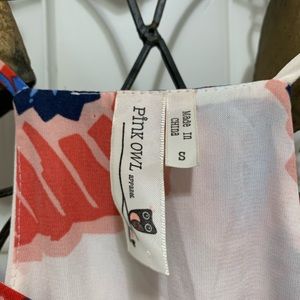 PINK OWL
apparel
Made In
CHINA
S